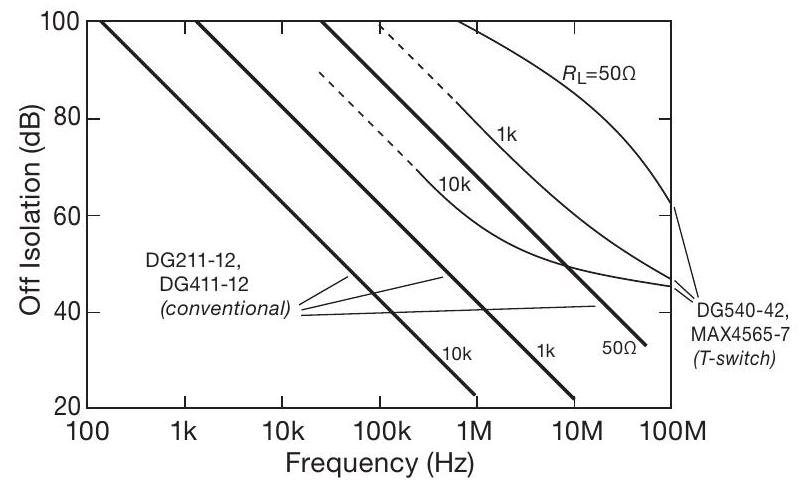 100
80
60
40
20
Off Isolation (dB)
100
1k
10k
100k
1M
10M
100M
Frequency (Hz)
RL=50Ω
1k
10k
DG211-12,
DG411-12
(conventional)
10k
1k
50Ω
DG540-42,
MAX4565-7
(T-switch)